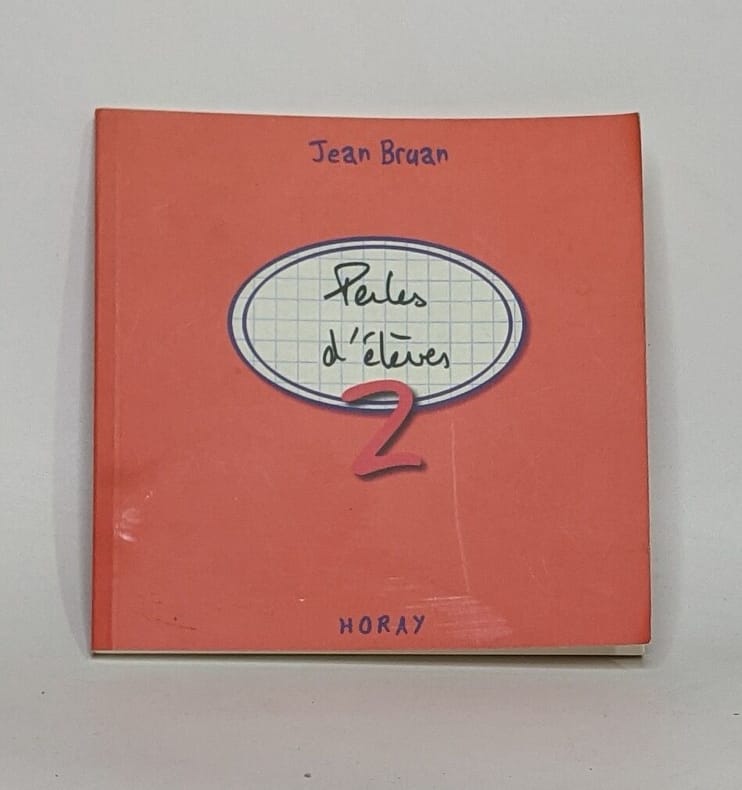 Jean Bruan
Perles
d'élèves
2
HORAY